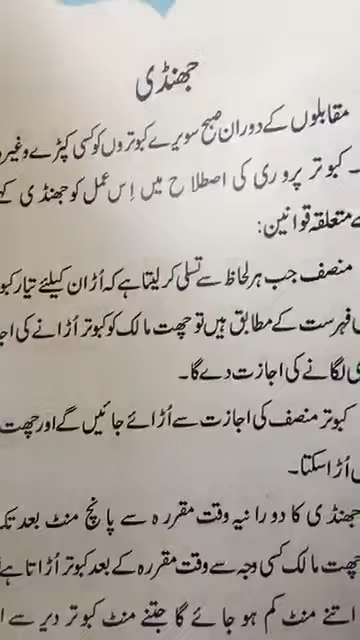 جھنڈی
مقابلوں کے دوران صبح سویرے کبوتروں کو کسی کپڑے وغیرہ
۔ کبوتر پروری کی اصطلاح میں اِس عمل کو جھنڈی
متعلقہ قوانین:
منصف جب ہر لحاظ سے تسلی کر لیتا ہے کہ اُڑان کیلئے تیار
فہرست کے مطابق ہیں تو چھت مالک کو کبوتر اُڑانے کی
لگانے کی اجازت دے گا۔
کبوتر منصف کی اجازت سے اُڑائے جائیں گے اور چھت
اُڑا سکتا۔
جھنڈی کا دورانیہ وقت مقررہ سے پانچ منٹ بعد تک
چھت مالک کسی وجہ سے وقت مقررہ کے بعد کبوتر اُڑاتا ہے
اتنے منٹ کم ہو جائے گا جتنے منٹ کبوتر دیر سے